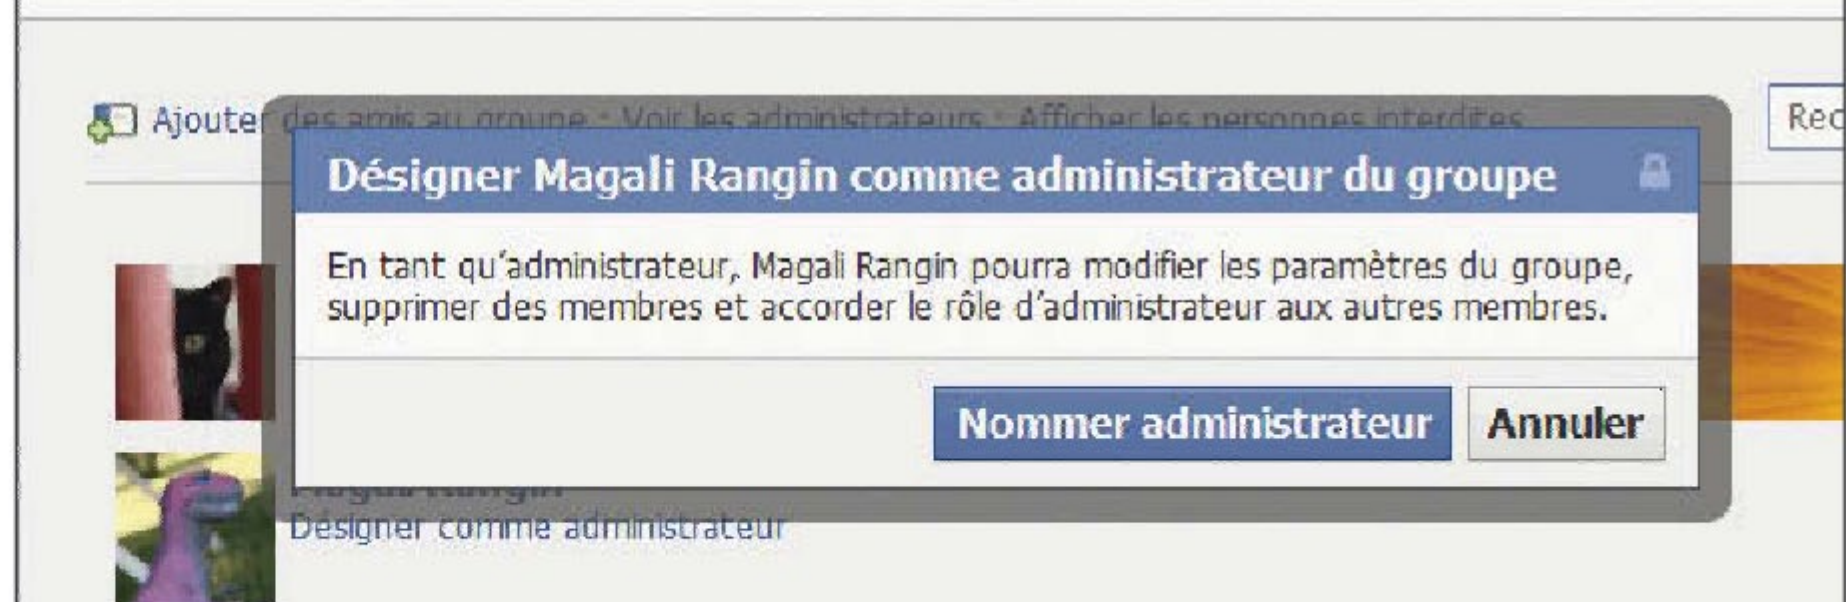 Ajouter des amis au groupe · Voir les administrateurs · Afficher les personnes interdites
Rec
Désigner Magali Rangin comme administrateur du groupe
En tant qu'administrateur, Magali Rangin pourra modifier les paramètres du groupe,
supprimer des membres et accorder le rôle d'administrateur aux autres membres.
Nommer administrateur
Annuler
Magali Rangin
Désigner comme administrateur